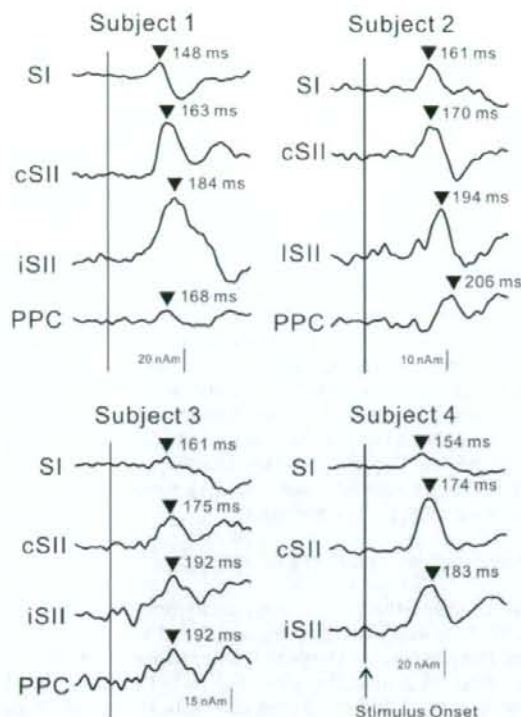 Subject 1
148 ms
SI
163 ms
cSII
184 ms
iSII
168 ms
PPC
20 nAm
Subject 2
161 ms
SI
170 ms
cSII
194 ms
ISII
206 ms
PPC
10 nAm
Subject 3
161 ms
SI
175 ms
cSII
192 ms
iSII
192 ms
PPC
15 nAm
Subject 4
154 ms
SI
174 ms
cSII
183 ms
iSII
20 nAm
Stimulus Onset